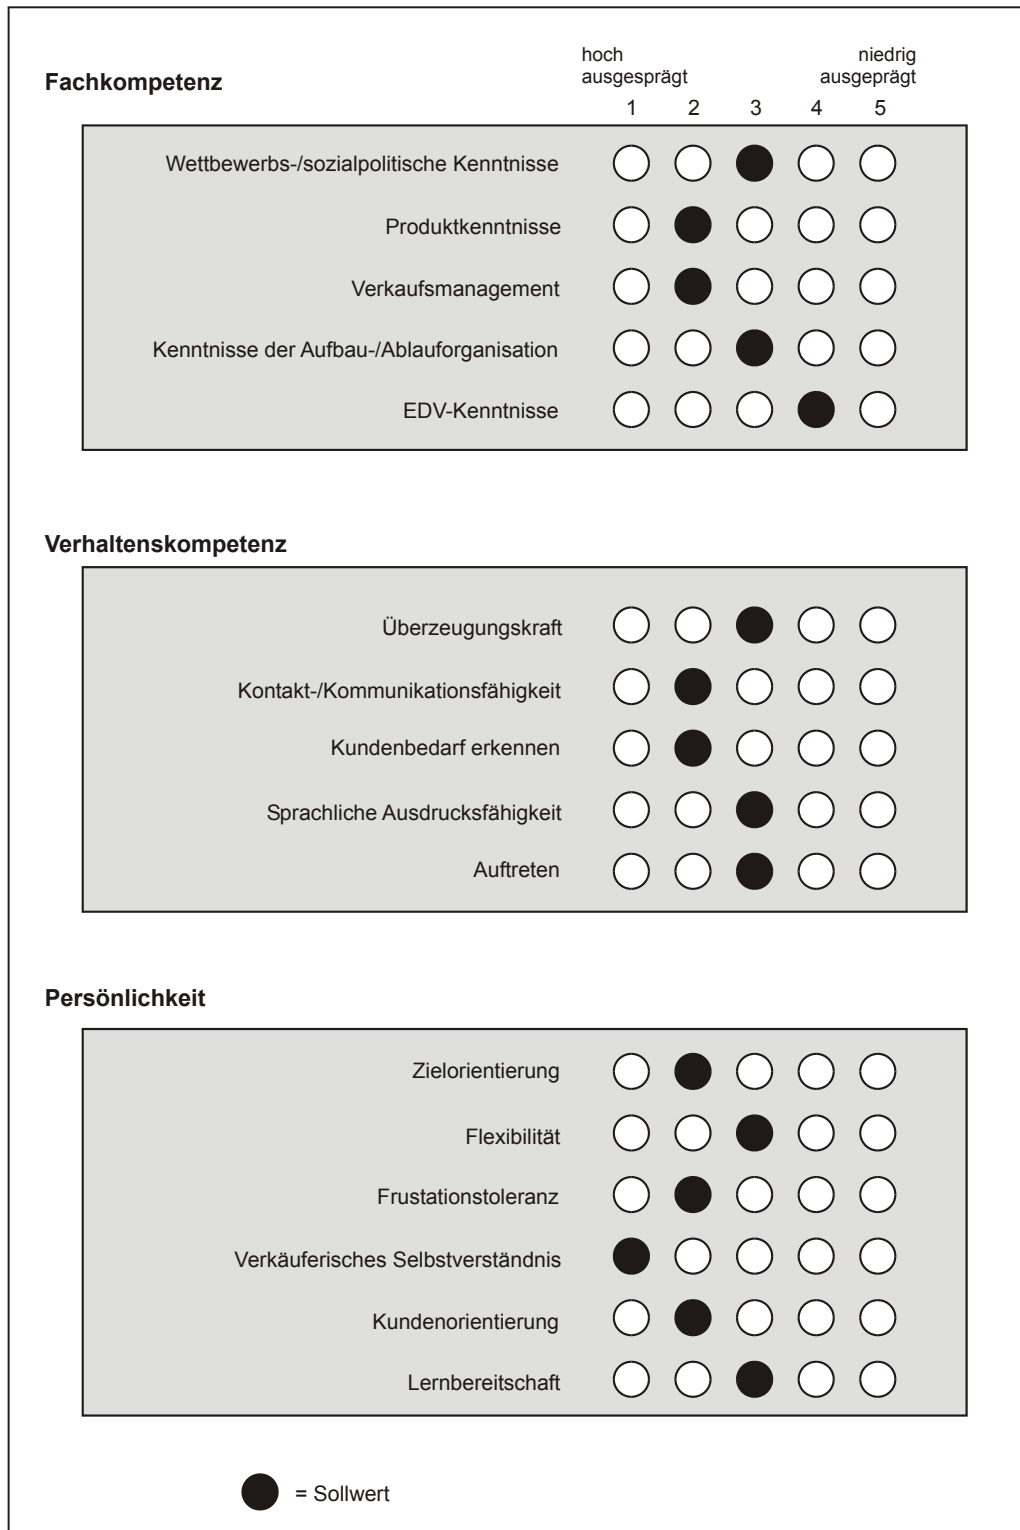 hoch niedrig
Fachkompetenz ausgesprägt ausgeprägt
1 2 3 4 5
Wettbewerbs-/sozialpolitische Kenntnisse
Produktkenntnisse
Verkaufsmanagement
Kenntnisse der Aufbau-/Ablauforganisation
EDV-Kenntnisse
Verhaltenskompetenz
Überzeugungskraft
Kontakt-/Kommunikationsfähigkeit
Kundenbedarf erkennen
Sprachliche Ausdrucksfähigkeit
Auftreten
Persönlichkeit
Zielorientierung
Flexibilität
Frustationstoleranz
Verkäuferisches Selbstverständnis
Kundenorientierung
Lernbereitschaft
= Sollwert